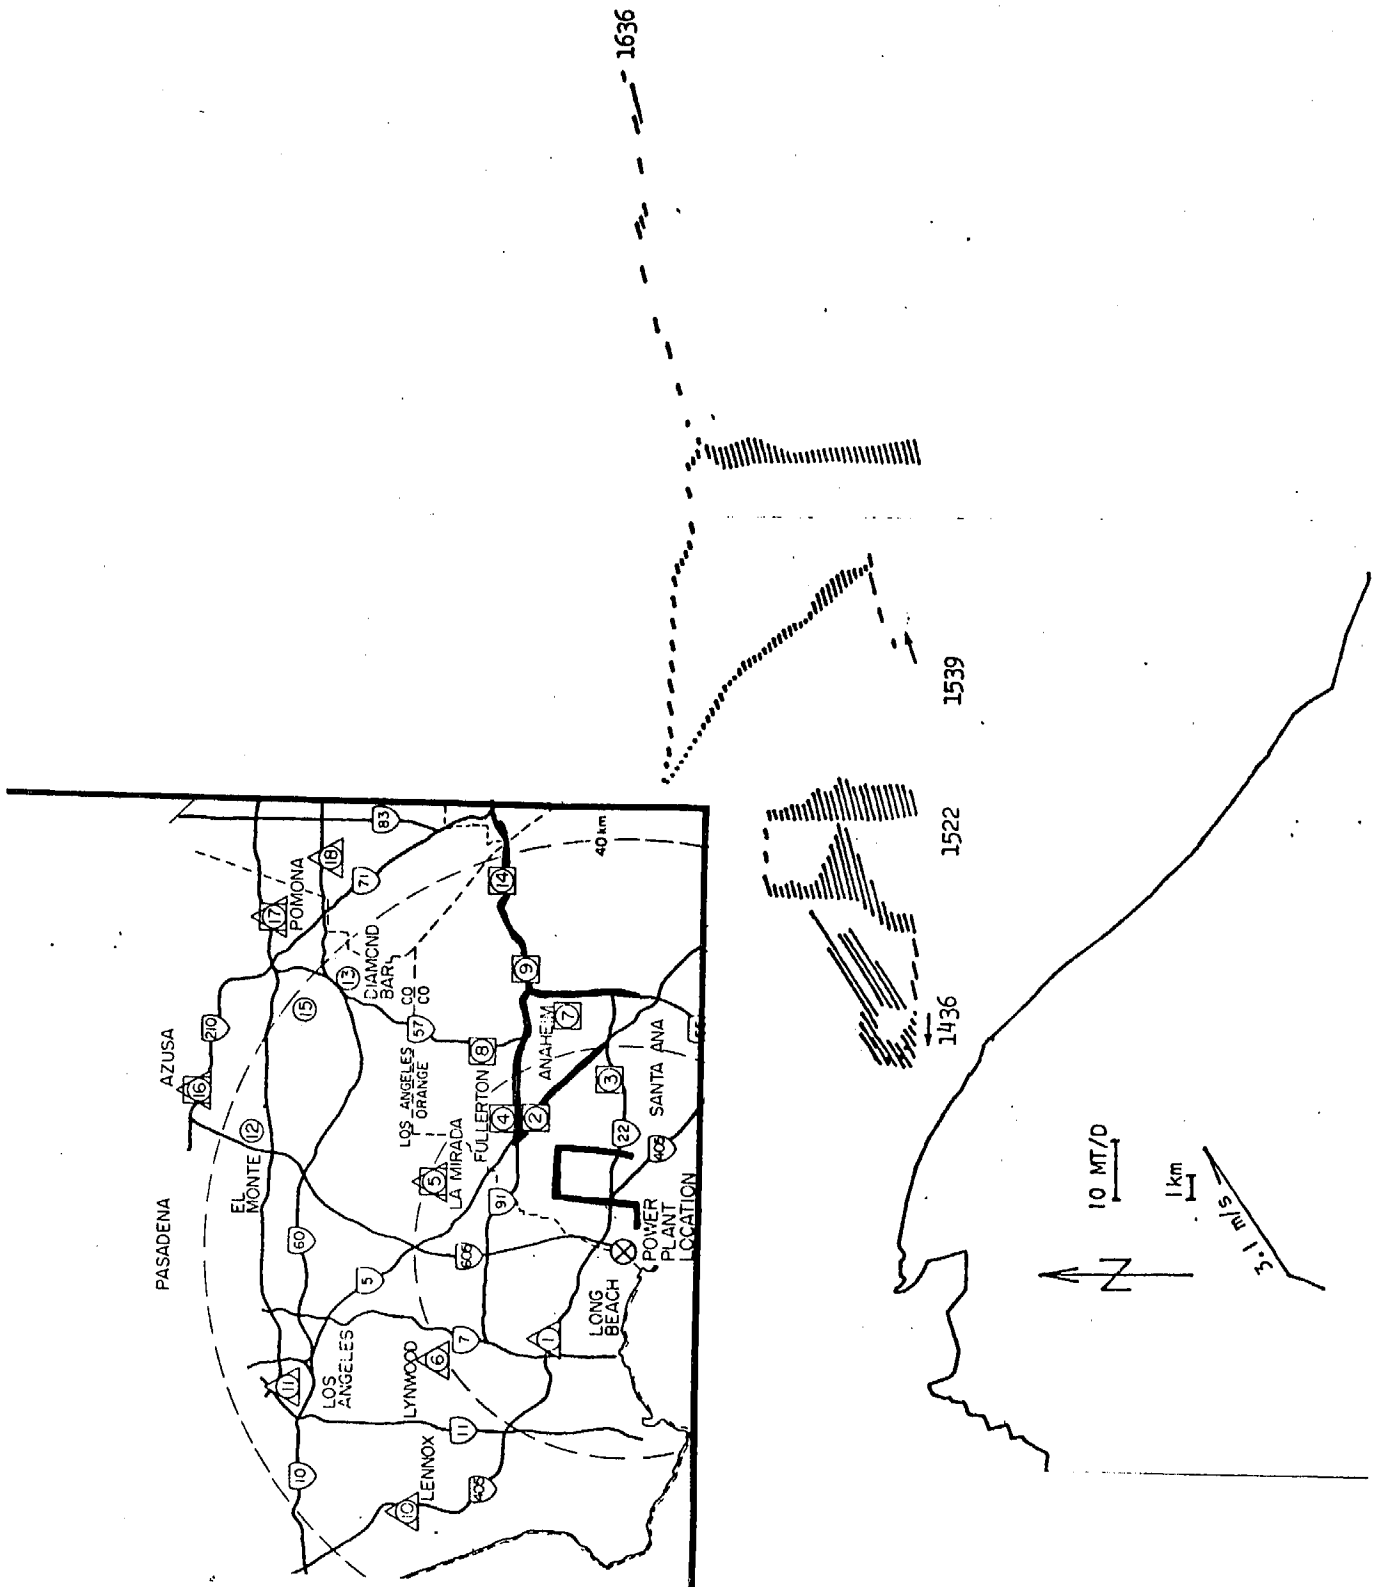 1636
PASADENA
AZUSA
16
210
EL
MONTE
12
15
17
POMONA
18
83
71
13
DIAMOND
BAR
60
5
11
LOS
ANGELES
10
LYNWOOD
6
7
LENNOX
10
11
405
LOS ANGELES CO
ORANGE CO
57
5
LA MIRADA
FULLERTON
8
605
91
4
2
ANAHEIM
7
9
14
40 km
1
LONG
BEACH
POWER
PLANT
LOCATION
22
3
405
SANTA ANA
55
1436
1522
1539
10 MT/D
1 km
N
3.1 m/s